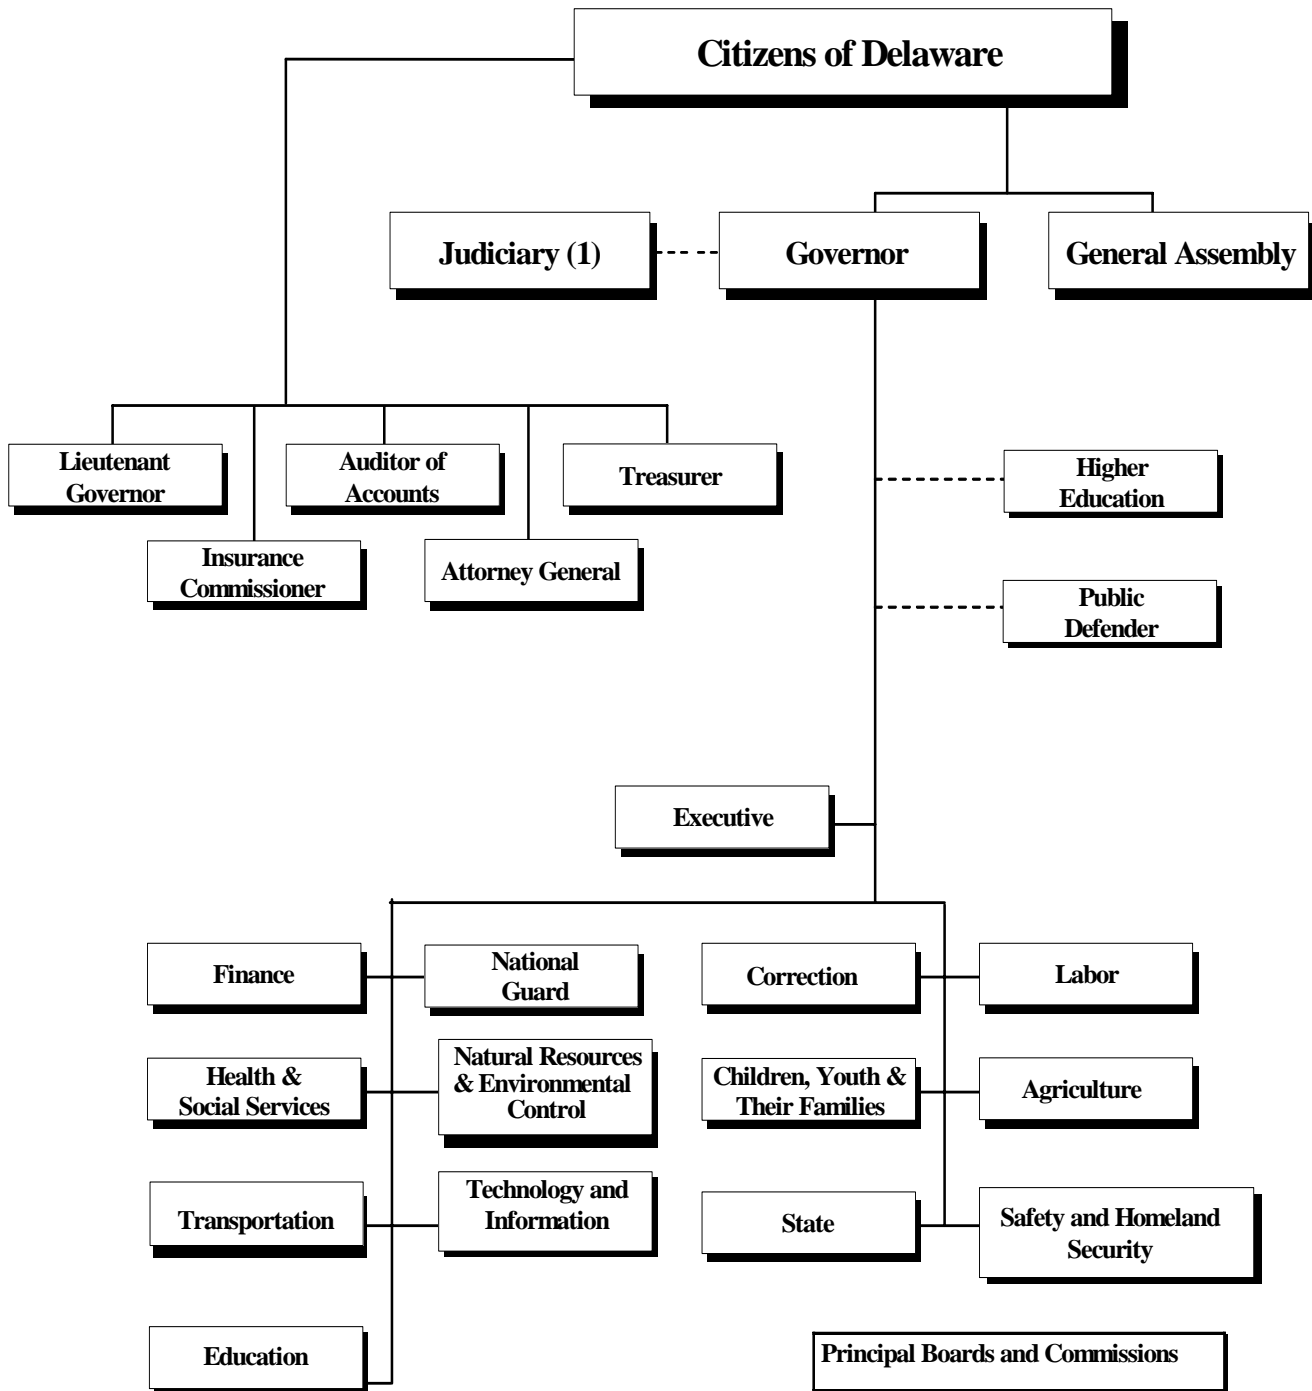 Citizens of Delaware
Judiciary (1)
Governor
General Assembly
Lieutenant
Governor
Auditor of
Accounts
Treasurer
Insurance
Commissioner
Attorney General
Higher
Education
Public
Defender
Executive
Finance
National
Guard
Correction
Labor
Health &
Social Services
Natural Resources
& Environmental
Control
Children, Youth &
Their Families
Agriculture
Transportation
Technology and
Information
State
Safety and Homeland
Security
Education
Principal Boards and Commissions